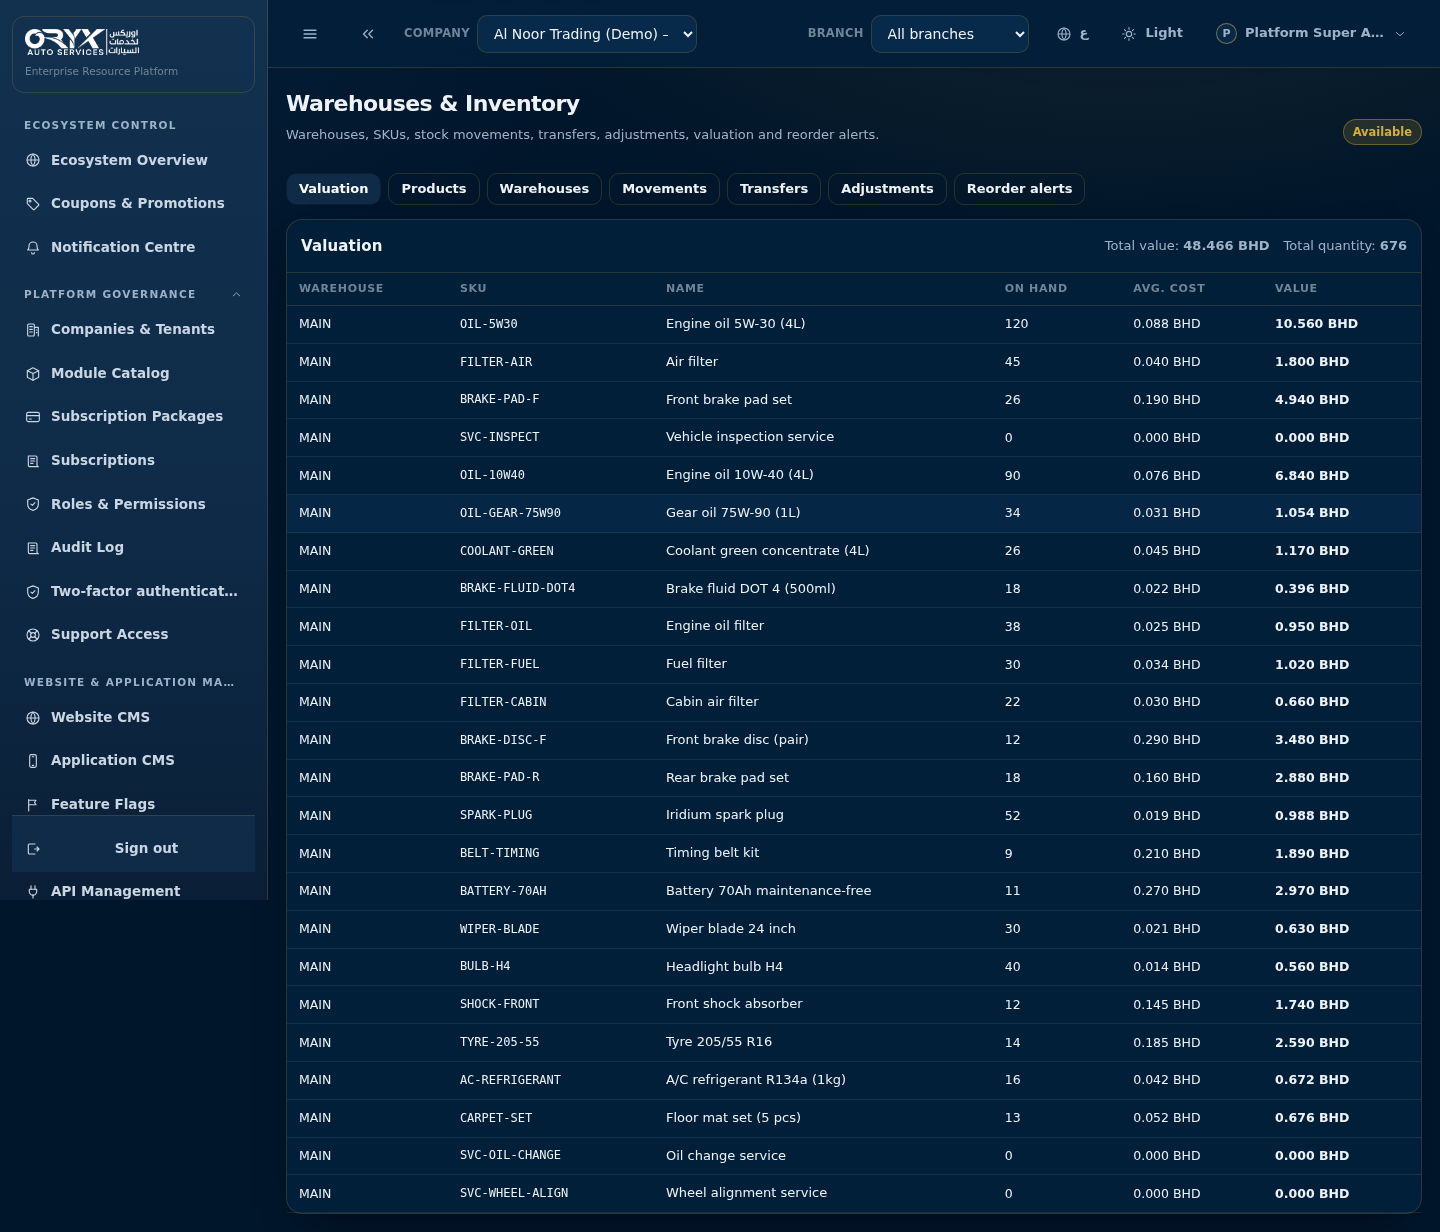 ORYX
AUTO SERVICES
اوريكس
لخدمات
السيارات
Enterprise Resource Platform
ECOSYSTEM CONTROL
Ecosystem Overview
Coupons & Promotions
Notification Centre
PLATFORM GOVERNANCE
Companies & Tenants
Module Catalog
Subscription Packages
Subscriptions
Roles & Permissions
Audit Log
Two-factor authenticat...
Support Access
WEBSITE & APPLICATION MA...
Website CMS
Application CMS
Feature Flags
Sign out
API Management
COMPANY Al Noor Trading (Demo) – BRANCH All branches ع Light P Platform Super A...
Warehouses & Inventory
Warehouses, SKUs, stock movements, transfers, adjustments, valuation and reorder alerts.
Available
Valuation Products Warehouses Movements Transfers Adjustments Reorder alerts
Valuation Total value: 48.466 BHD Total quantity: 676
WAREHOUSE SKU NAME ON HAND AVG. COST VALUE
MAIN OIL-5W30 Engine oil 5W-30 (4L) 120 0.088 BHD 10.560 BHD
MAIN FILTER-AIR Air filter 45 0.040 BHD 1.800 BHD
MAIN BRAKE-PAD-F Front brake pad set 26 0.190 BHD 4.940 BHD
MAIN SVC-INSPECT Vehicle inspection service 0 0.000 BHD 0.000 BHD
MAIN OIL-10W40 Engine oil 10W-40 (4L) 90 0.076 BHD 6.840 BHD
MAIN OIL-GEAR-75W90 Gear oil 75W-90 (1L) 34 0.031 BHD 1.054 BHD
MAIN COOLANT-GREEN Coolant green concentrate (4L) 26 0.045 BHD 1.170 BHD
MAIN BRAKE-FLUID-DOT4 Brake fluid DOT 4 (500ml) 18 0.022 BHD 0.396 BHD
MAIN FILTER-OIL Engine oil filter 38 0.025 BHD 0.950 BHD
MAIN FILTER-FUEL Fuel filter 30 0.034 BHD 1.020 BHD
MAIN FILTER-CABIN Cabin air filter 22 0.030 BHD 0.660 BHD
MAIN BRAKE-DISC-F Front brake disc (pair) 12 0.290 BHD 3.480 BHD
MAIN BRAKE-PAD-R Rear brake pad set 18 0.160 BHD 2.880 BHD
MAIN SPARK-PLUG Iridium spark plug 52 0.019 BHD 0.988 BHD
MAIN BELT-TIMING Timing belt kit 9 0.210 BHD 1.890 BHD
MAIN BATTERY-70AH Battery 70Ah maintenance-free 11 0.270 BHD 2.970 BHD
MAIN WIPER-BLADE Wiper blade 24 inch 30 0.021 BHD 0.630 BHD
MAIN BULB-H4 Headlight bulb H4 40 0.014 BHD 0.560 BHD
MAIN SHOCK-FRONT Front shock absorber 12 0.145 BHD 1.740 BHD
MAIN TYRE-205-55 Tyre 205/55 R16 14 0.185 BHD 2.590 BHD
MAIN AC-REFRIGERANT A/C refrigerant R134a (1kg) 16 0.042 BHD 0.672 BHD
MAIN CARPET-SET Floor mat set (5 pcs) 13 0.052 BHD 0.676 BHD
MAIN SVC-OIL-CHANGE Oil change service 0 0.000 BHD 0.000 BHD
MAIN SVC-WHEEL-ALIGN Wheel alignment service 0 0.000 BHD 0.000 BHD